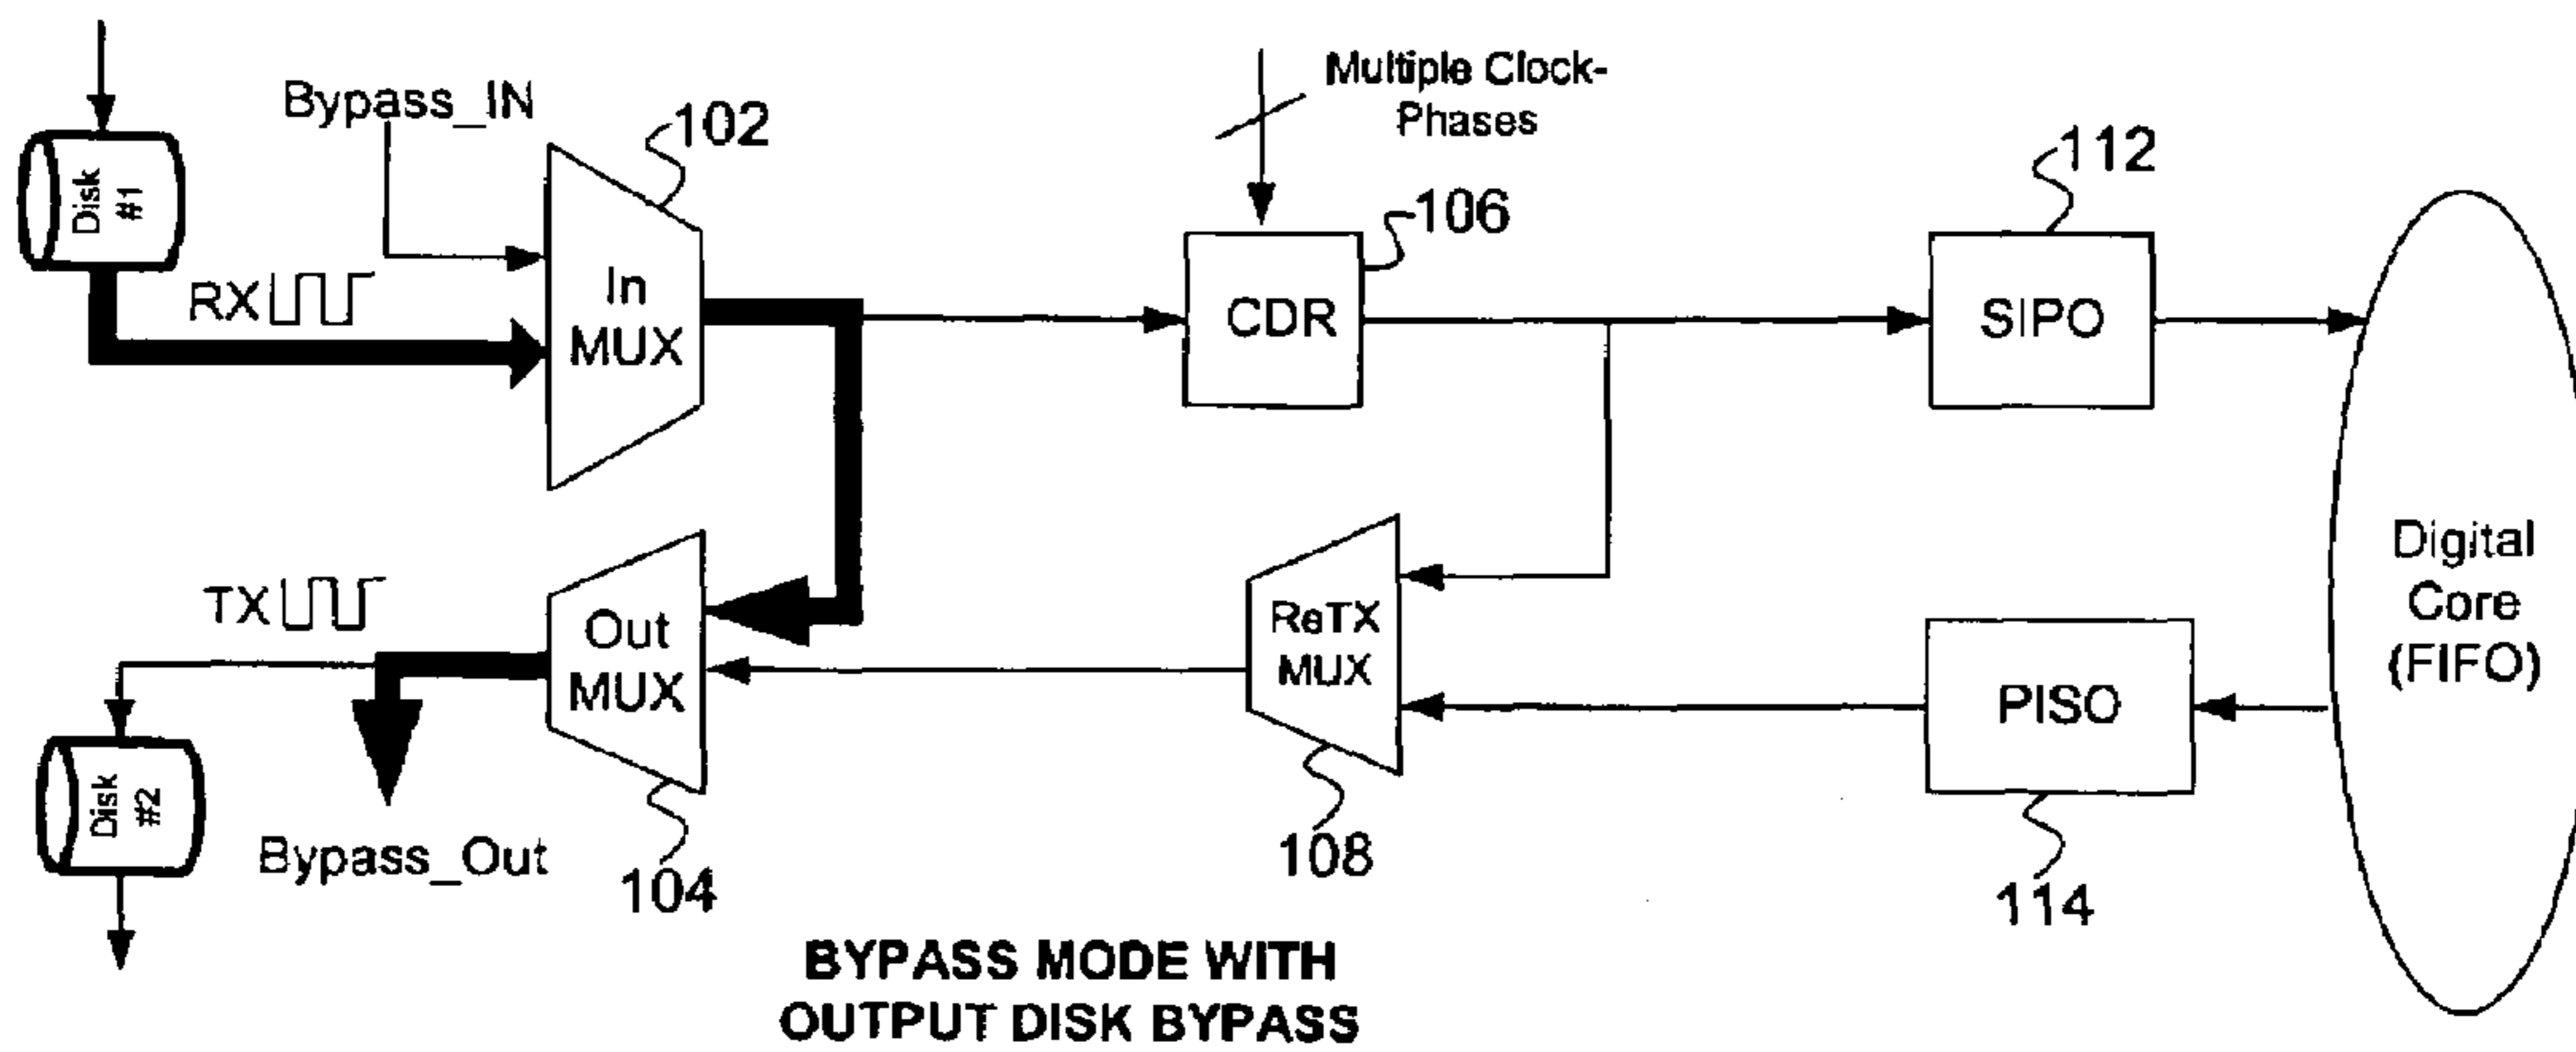 Multiple Clock-
Phases
Bypass_IN
102
112
Disk
#1
106
RX
In
MUX
CDR
SIPO
Digital
Core
(FIFO)
TX
Out
MUX
ReTX
MUX
PISO
Disk
#2
Bypass_Out
104
108
114
BYPASS MODE WITH
OUTPUT DISK BYPASS